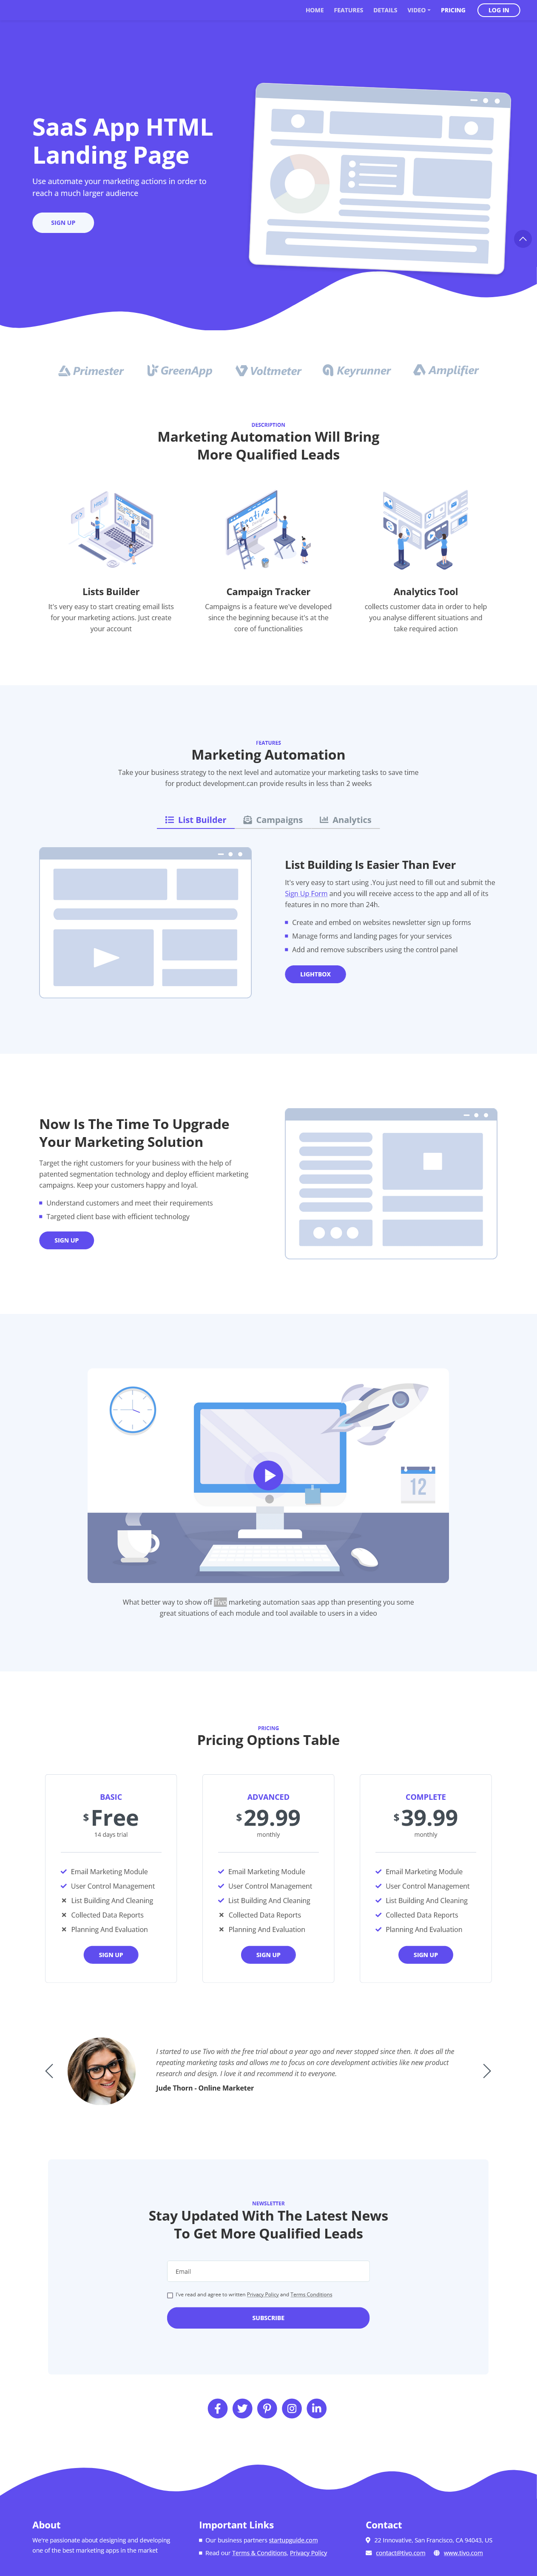 HOME FEATURES DETAILS VIDEO PRICING LOG IN
SaaS App HTML
Landing Page
Use automate your marketing actions in order to
reach a much larger audience
SIGN UP
Primester GreenApp Voltmeter Keyrunner Amplifier
DESCRIPTION
Marketing Automation Will Bring
More Qualified Leads
Creative
Lists Builder
It's very easy to start creating email lists
for your marketing actions. Just create
your account
Campaign Tracker
Campaigns is a feature we've developed
since the beginning because it's at the
core of functionalities
Analytics Tool
collects customer data in order to help
you analyse different situations and
take required action
FEATURES
Marketing Automation
Take your business strategy to the next level and automatize your marketing tasks to save time
for product development.can provide results in less than 2 weeks
List Builder Campaigns Analytics
List Building Is Easier Than Ever
It's very easy to start using .You just need to fill out and submit the
Sign Up Form and you will receive access to the app and all of its
features in no more than 24h.
Create and embed on websites newsletter sign up forms
Manage forms and landing pages for your services
Add and remove subscribers using the control panel
LIGHTBOX
Now Is The Time To Upgrade
Your Marketing Solution
Target the right customers for your business with the help of
patented segmentation technology and deploy efficient marketing
campaigns. Keep your customers happy and loyal.
Understand customers and meet their requirements
Targeted client base with efficient technology
SIGN UP
12
What better way to show off Tivo marketing automation saas app than presenting you some
great situations of each module and tool available to users in a video
PRICING
Pricing Options Table
BASIC
$Free
14 days trial
Email Marketing Module
User Control Management
List Building And Cleaning
Collected Data Reports
Planning And Evaluation
SIGN UP
ADVANCED
$29.99
monthly
Email Marketing Module
User Control Management
List Building And Cleaning
Collected Data Reports
Planning And Evaluation
SIGN UP
COMPLETE
$39.99
monthly
Email Marketing Module
User Control Management
List Building And Cleaning
Collected Data Reports
Planning And Evaluation
SIGN UP
I started to use Tivo with the free trial about a year ago and never stopped since then. It does all the
repeating marketing tasks and allows me to focus on core development activities like new product
research and design. I love it and recommend it to everyone.
Jude Thorn - Online Marketer
NEWSLETTER
Stay Updated With The Latest News
To Get More Qualified Leads
Email
I've read and agree to written Privacy Policy and Terms Conditions
SUBSCRIBE
About
We're passionate about designing and developing
one of the best marketing apps in the market
Important Links
Our business partners startupguide.com
Read our Terms & Conditions, Privacy Policy
Contact
22 Innovative, San Francisco, CA 94043, US
contact@tivo.com www.tivo.com